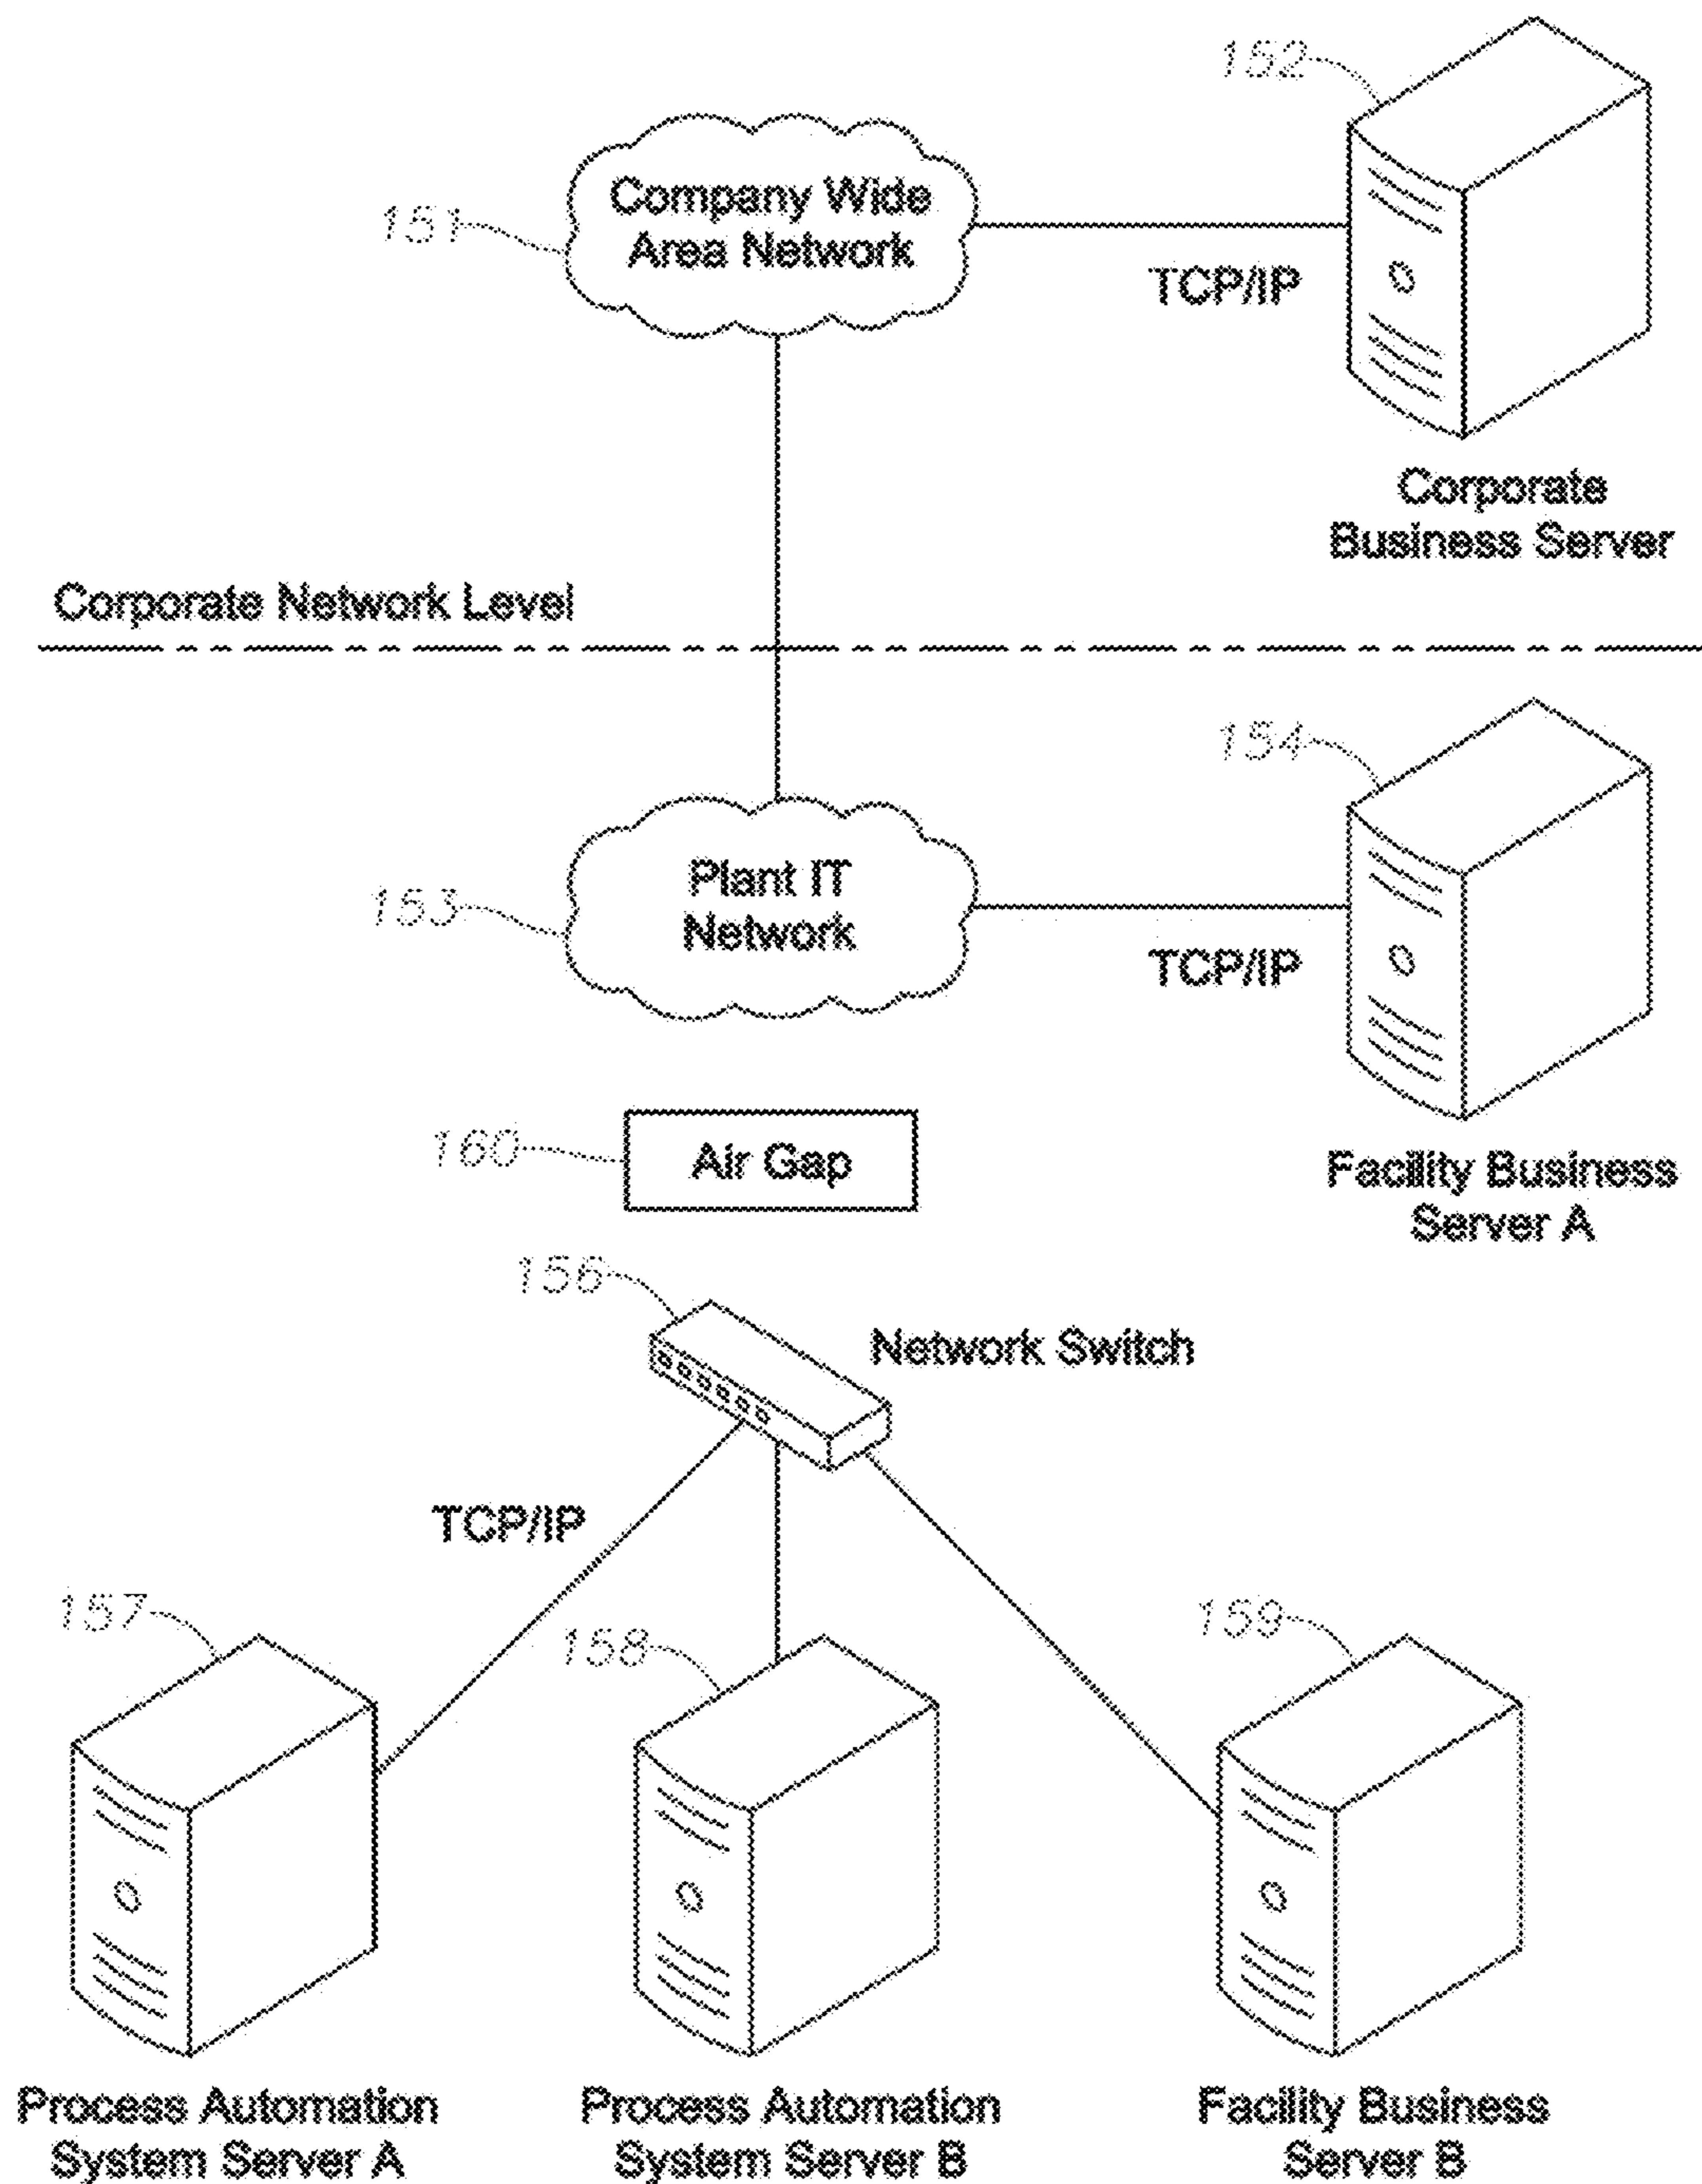 152
Company Wide
Area Network
151
TCP/IP
Corporate
Business Server
Corporate Network Level
154
Plant IT
Network
153
TCP/IP
160
Air Gap
Facility Business
Server A
156
Network Switch
TCP/IP
157
158
159
Process Automation
System Server A
Process Automation
System Server B
Facility Business
Server B